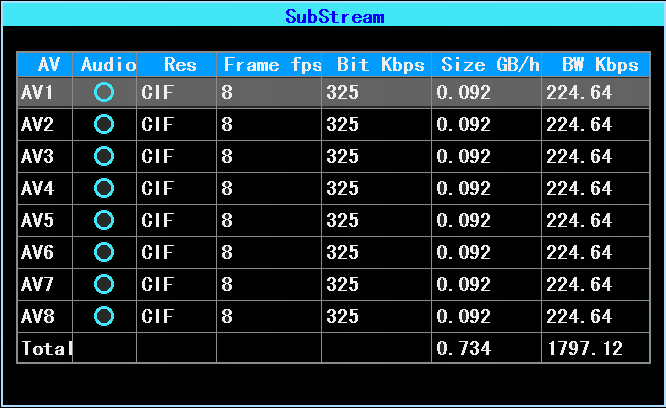 SubStream
AV Audio Res Frame fps Bit Kbps Size GB/h BW Kbps
AV1 CIF 8 325 0.092 224.64
AV2 CIF 8 325 0.092 224.64
AV3 CIF 8 325 0.092 224.64
AV4 CIF 8 325 0.092 224.64
AV5 CIF 8 325 0.092 224.64
AV6 CIF 8 325 0.092 224.64
AV7 CIF 8 325 0.092 224.64
AV8 CIF 8 325 0.092 224.64
Total 0.734 1797.12